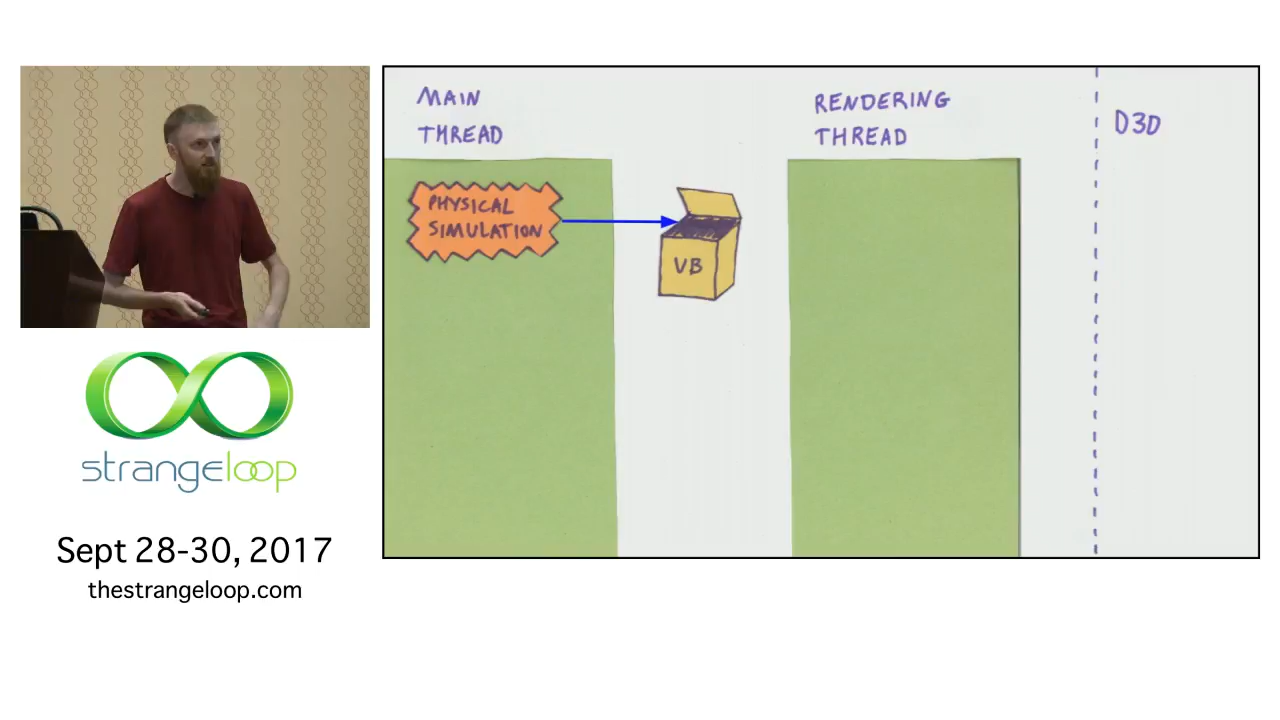 MAIN
THREAD
RENDERING
THREAD
D3D
PHYSICAL
SIMULATION
VB
strangeloop
Sept 28-30, 2017
thestrangeloop.com